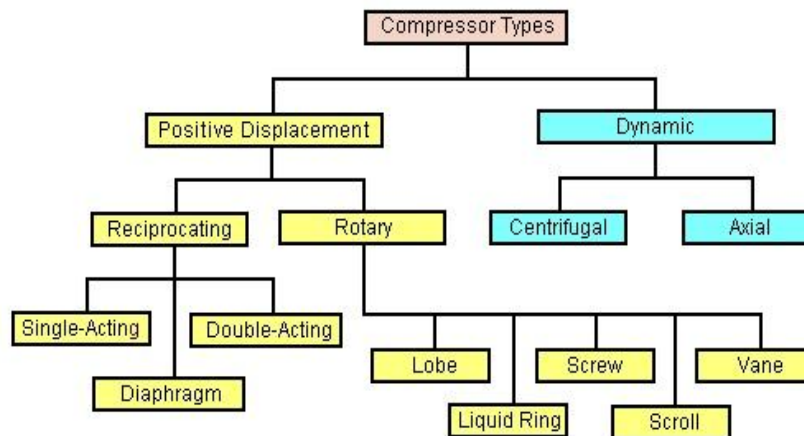 Compressor Types
Positive Displacement
Dynamic
Reciprocating
Rotary
Centrifugal
Axial
Single-Acting
Double-Acting
Diaphragm
Lobe
Screw
Vane
Liquid Ring
Scroll